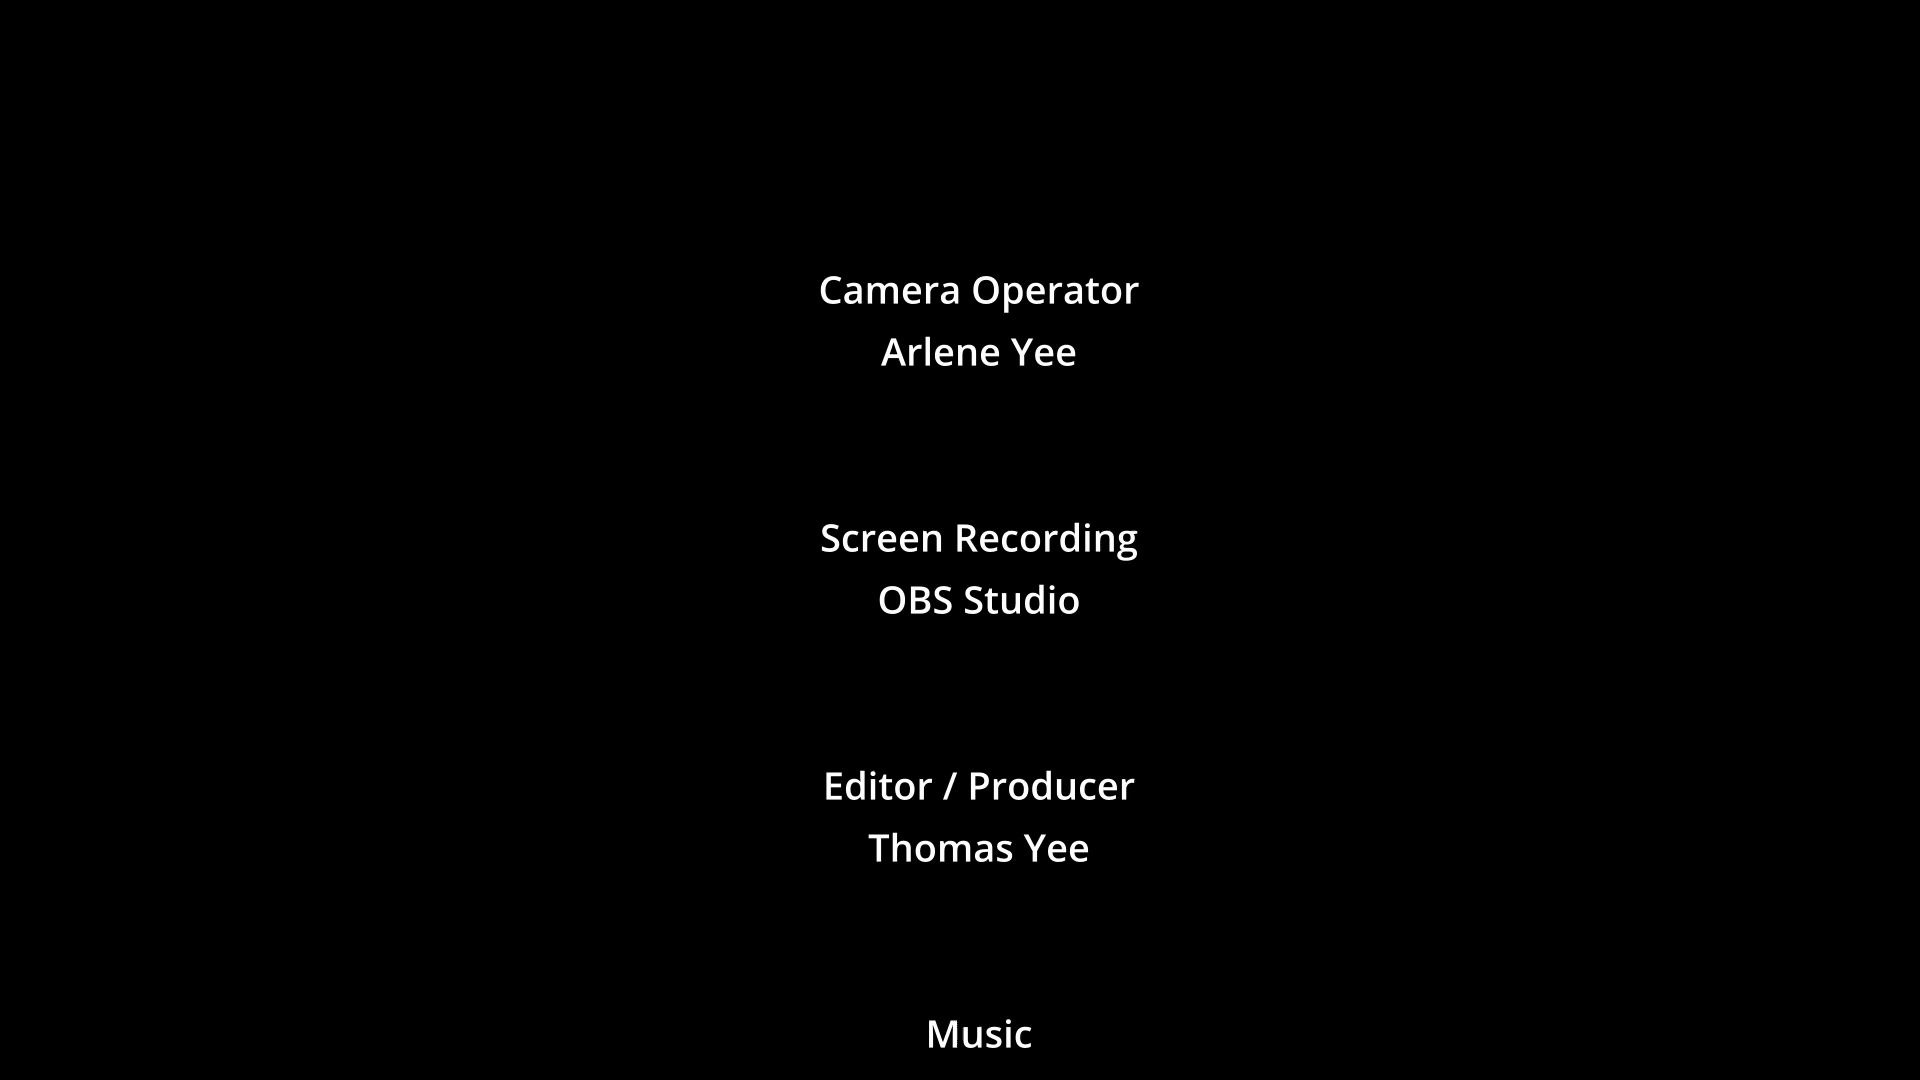 Camera Operator
Arlene Yee
Screen Recording
OBS Studio
Editor / Producer
Thomas Yee
Music